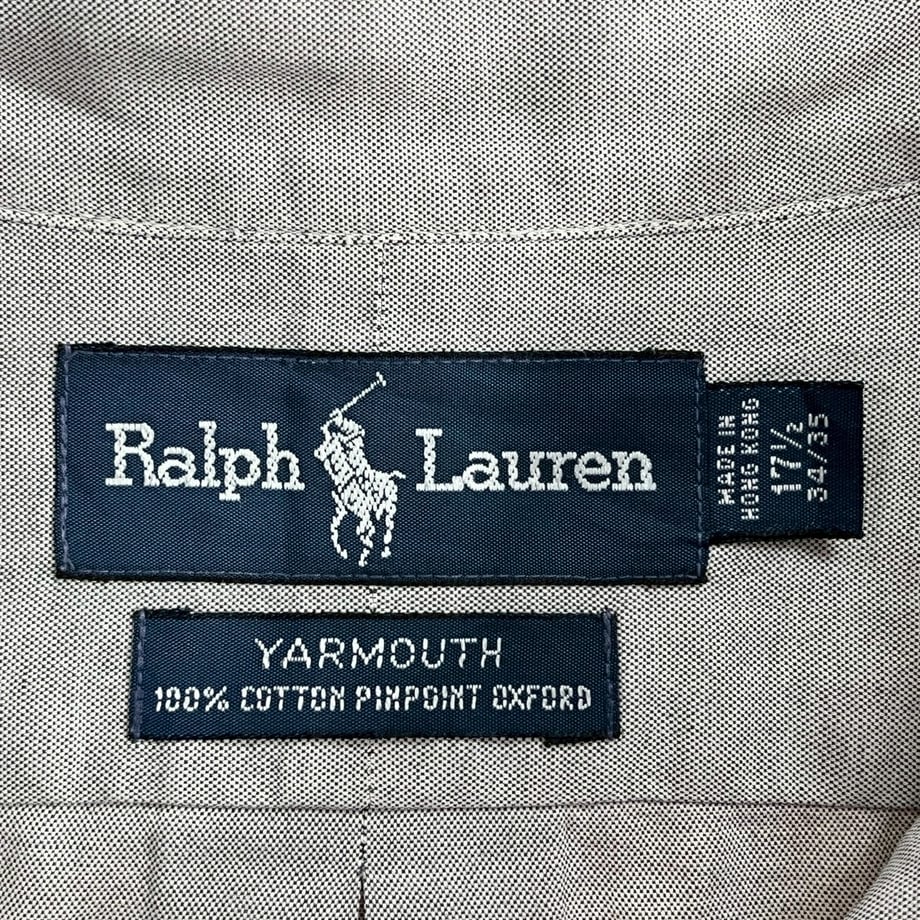 Ralph Lauren
MADE IN
HONG KONG
17½
34/35
YARMOUTH
100% COTTON PINPOINT OXFORD